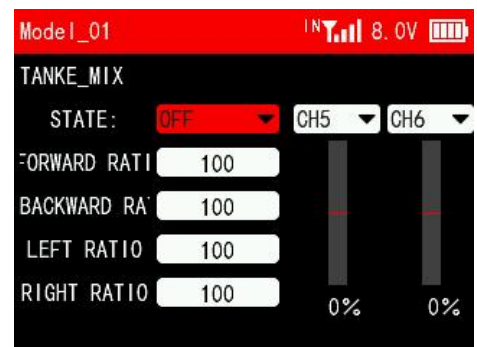 Model_01 IN 8.0V
TANKE_MIX
STATE: OFF CH5 CH6
FORWARD RATI 100
BACKWARD RA 100
LEFT RATIO 100
RIGHT RATIO 100
0% 0%